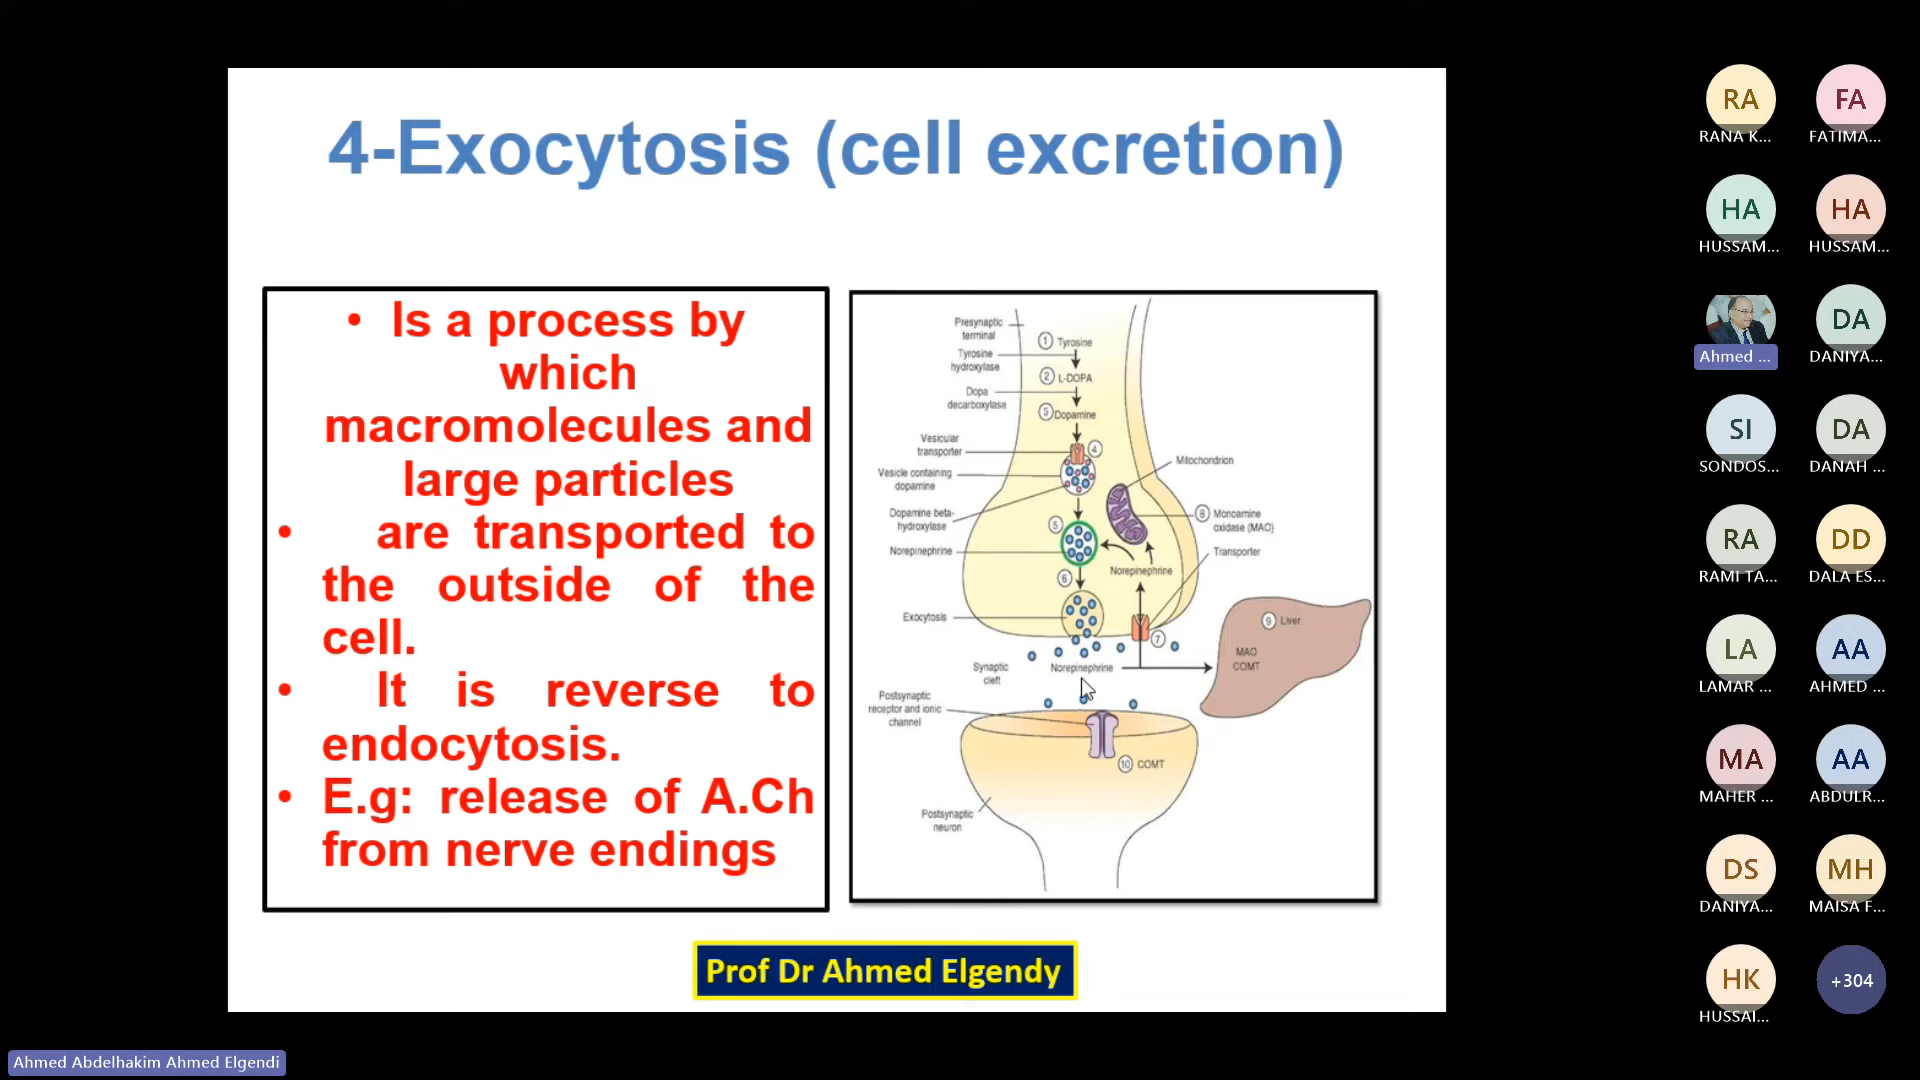 4-Exocytosis (cell excretion)
• Is a process by
which
macromolecules and
large particles
• are transported to
the outside of the
cell.
• It is reverse to
endocytosis.
• E.g: release of A.Ch
from nerve endings
Presynaptic
terminal
1 Tyrosine
Tyrosine
hydroxylase
2 L-DOPA
Dopa
decarboxylase
3 Dopamine
Vesicular
transporter
4
Vesicle containing
dopamine
Mitochondrion
Dopamine beta-
hydroxylase
5
8 Monoamine
oxidase (MAO)
Norepinephrine
Transporter
Norepinephrine
6
Exocytosis
7
9 Liver
MAO
COMT
Synaptic
cleft
Norepinephrine
Postsynaptic
receptor and ionic
channel
10 COMT
Postsynaptic
neuron
Prof Dr Ahmed Elgendy
Ahmed Abdelhakim Ahmed Elgendi
RA
RANA K...
FA
FATIMA...
HA
HUSSAM...
HA
HUSSAM...
Ahmed ...
DA
DANIYA...
SI
SONDOS...
DA
DANAH ...
RA
RAMI TA...
DD
DALA ES...
LA
LAMAR ...
AA
AHMED ...
MA
MAHER ...
AA
ABDULR...
DS
DANIYA...
MH
MAISA F...
HK
HUSSAI...
+304